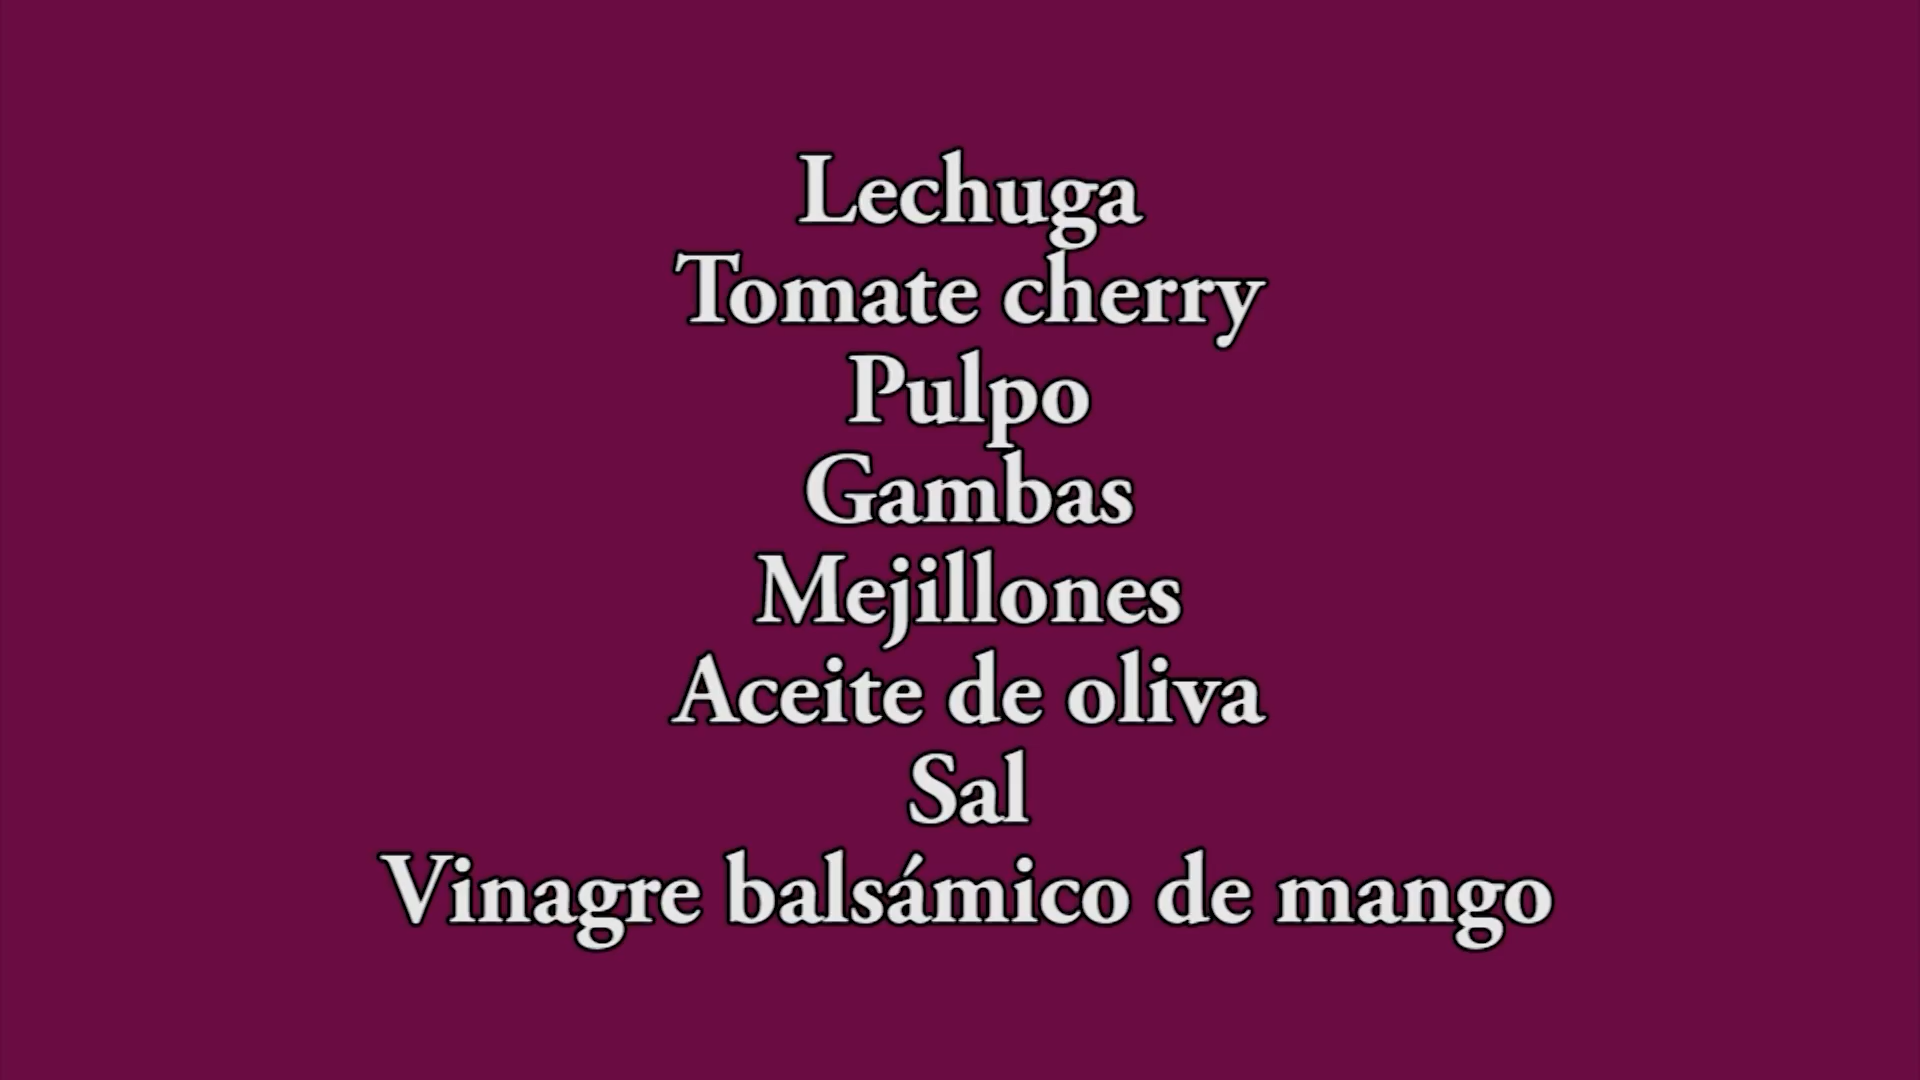 Lechuga
Tomate cherry
Pulpo
Gambas
Mejillones
Aceite de oliva
Sal
Vinagre balsámico de mango